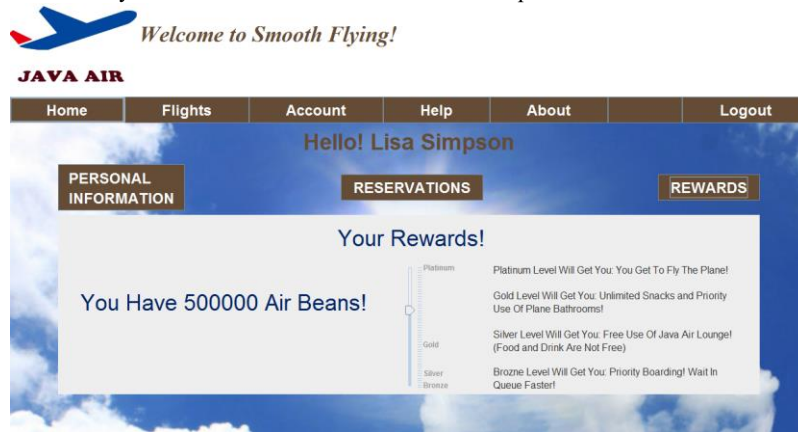 Welcome to Smooth Flying!
JAVA AIR
Home Flights Account Help About Logout
Hello! Lisa Simpson
PERSONAL
INFORMATION
RESERVATIONS
REWARDS
Your Rewards!
You Have 500000 Air Beans!
Platinum
Gold
Silver
Bronze
Platinum Level Will Get You: You Get To Fly The Plane!
Gold Level Will Get You: Unlimited Snacks and Priority
Use Of Plane Bathrooms!
Silver Level Will Get You: Free Use Of Java Air Lounge!
(Food and Drink Are Not
Free)
Brozne Level Will Get You: Priority Boarding! Wait In
Queue Faster!